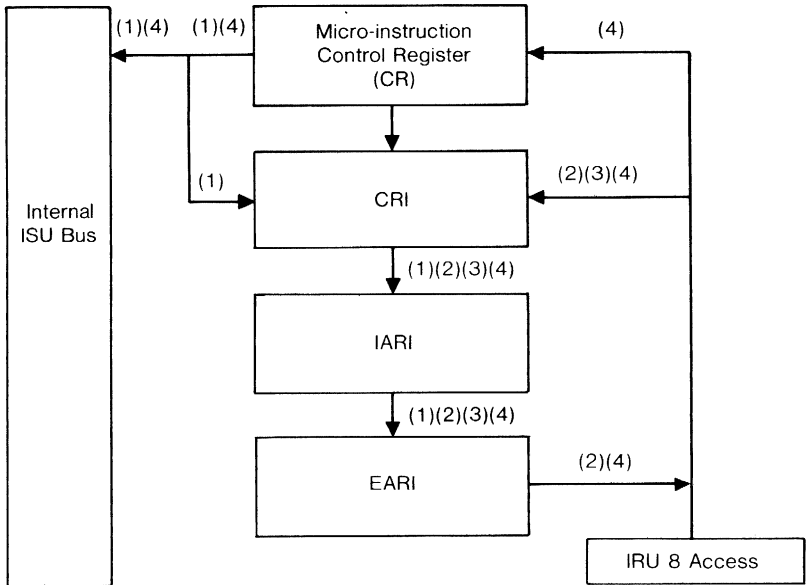 (1)(4)
(1)(4)
Micro-instruction
Control Register
(CR)
(4)
(1)
CRI
(2)(3)(4)
Internal
ISU Bus
(1)(2)(3)(4)
IARI
(1)(2)(3)(4)
EARI
(2)(4)
IRU 8 Access